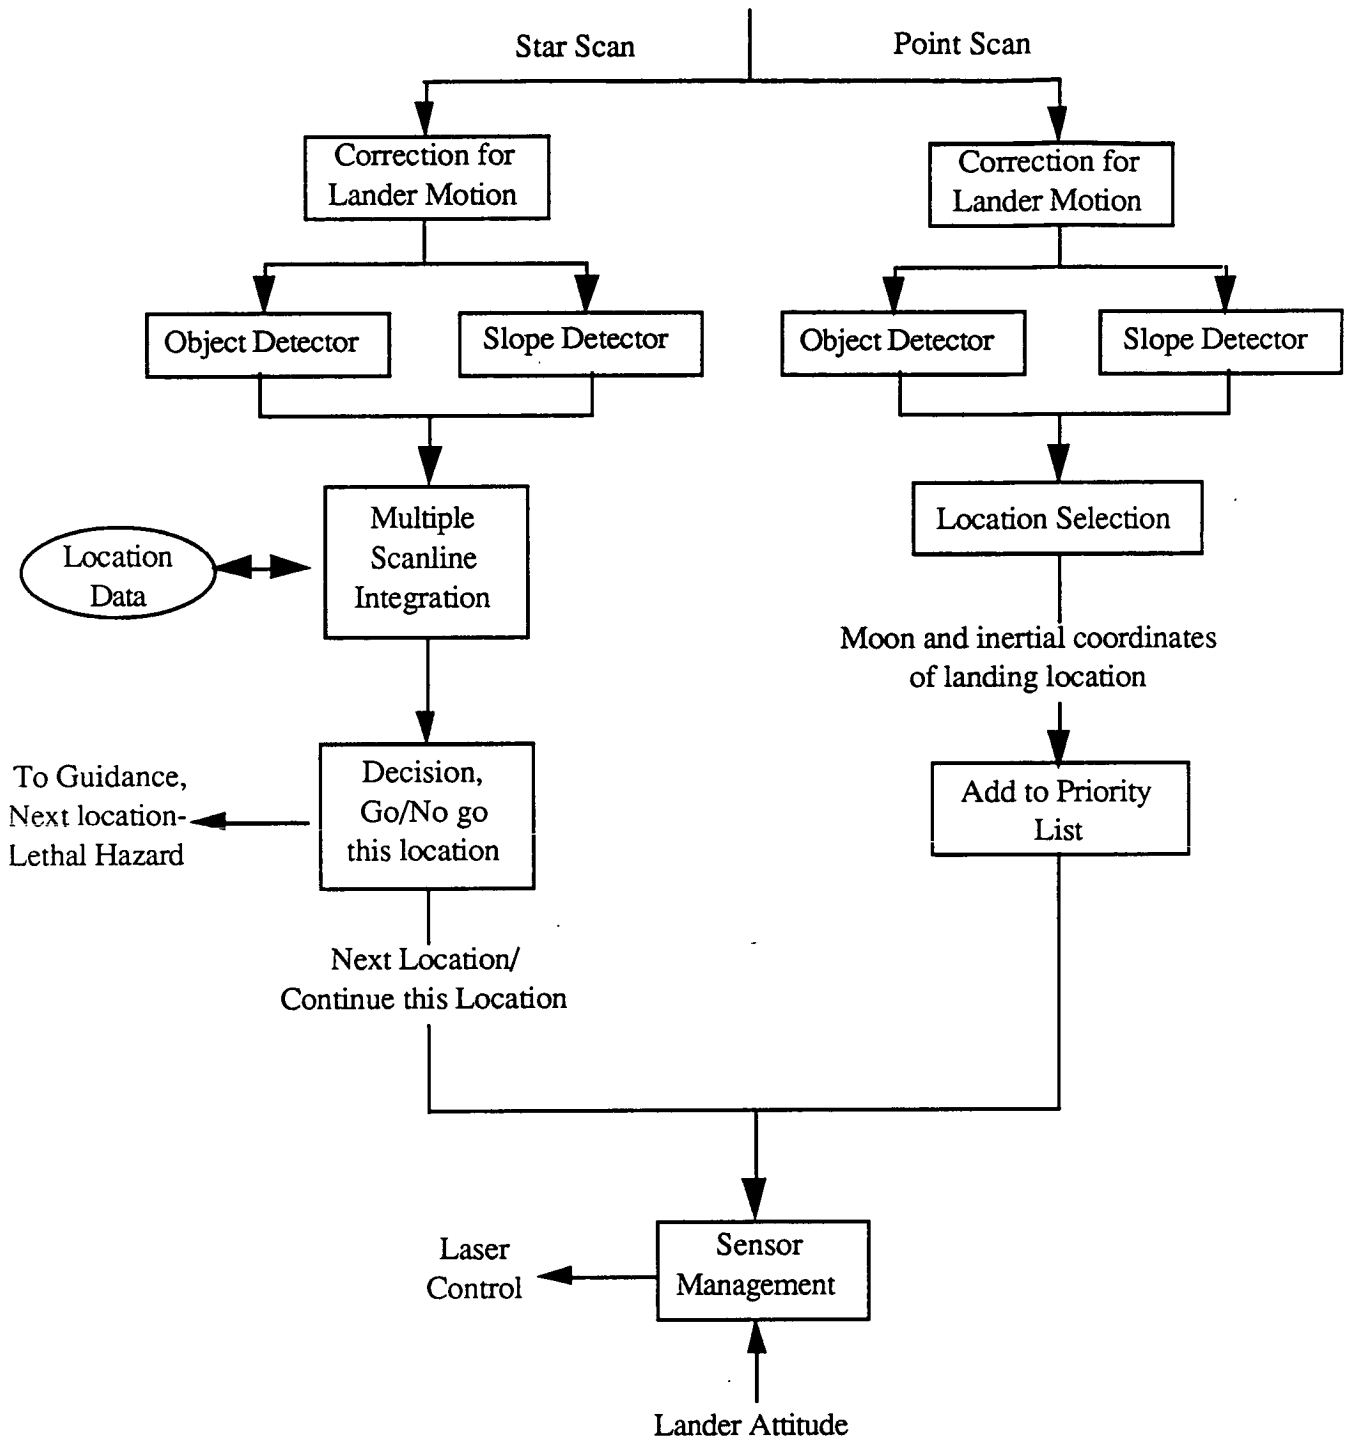 Star Scan
Point Scan
Correction for
Lander Motion
Correction for
Lander Motion
Object Detector
Slope Detector
Object Detector
Slope Detector
Multiple
Scanline
Integration
Location
Data
Location Selection
Moon and inertial coordinates
of landing location
To Guidance,
Next location-
Lethal Hazard
Decision,
Go/No go
this location
Add to Priority
List
Next Location/
Continue this Location
Laser
Control
Sensor
Management
Lander Attitude